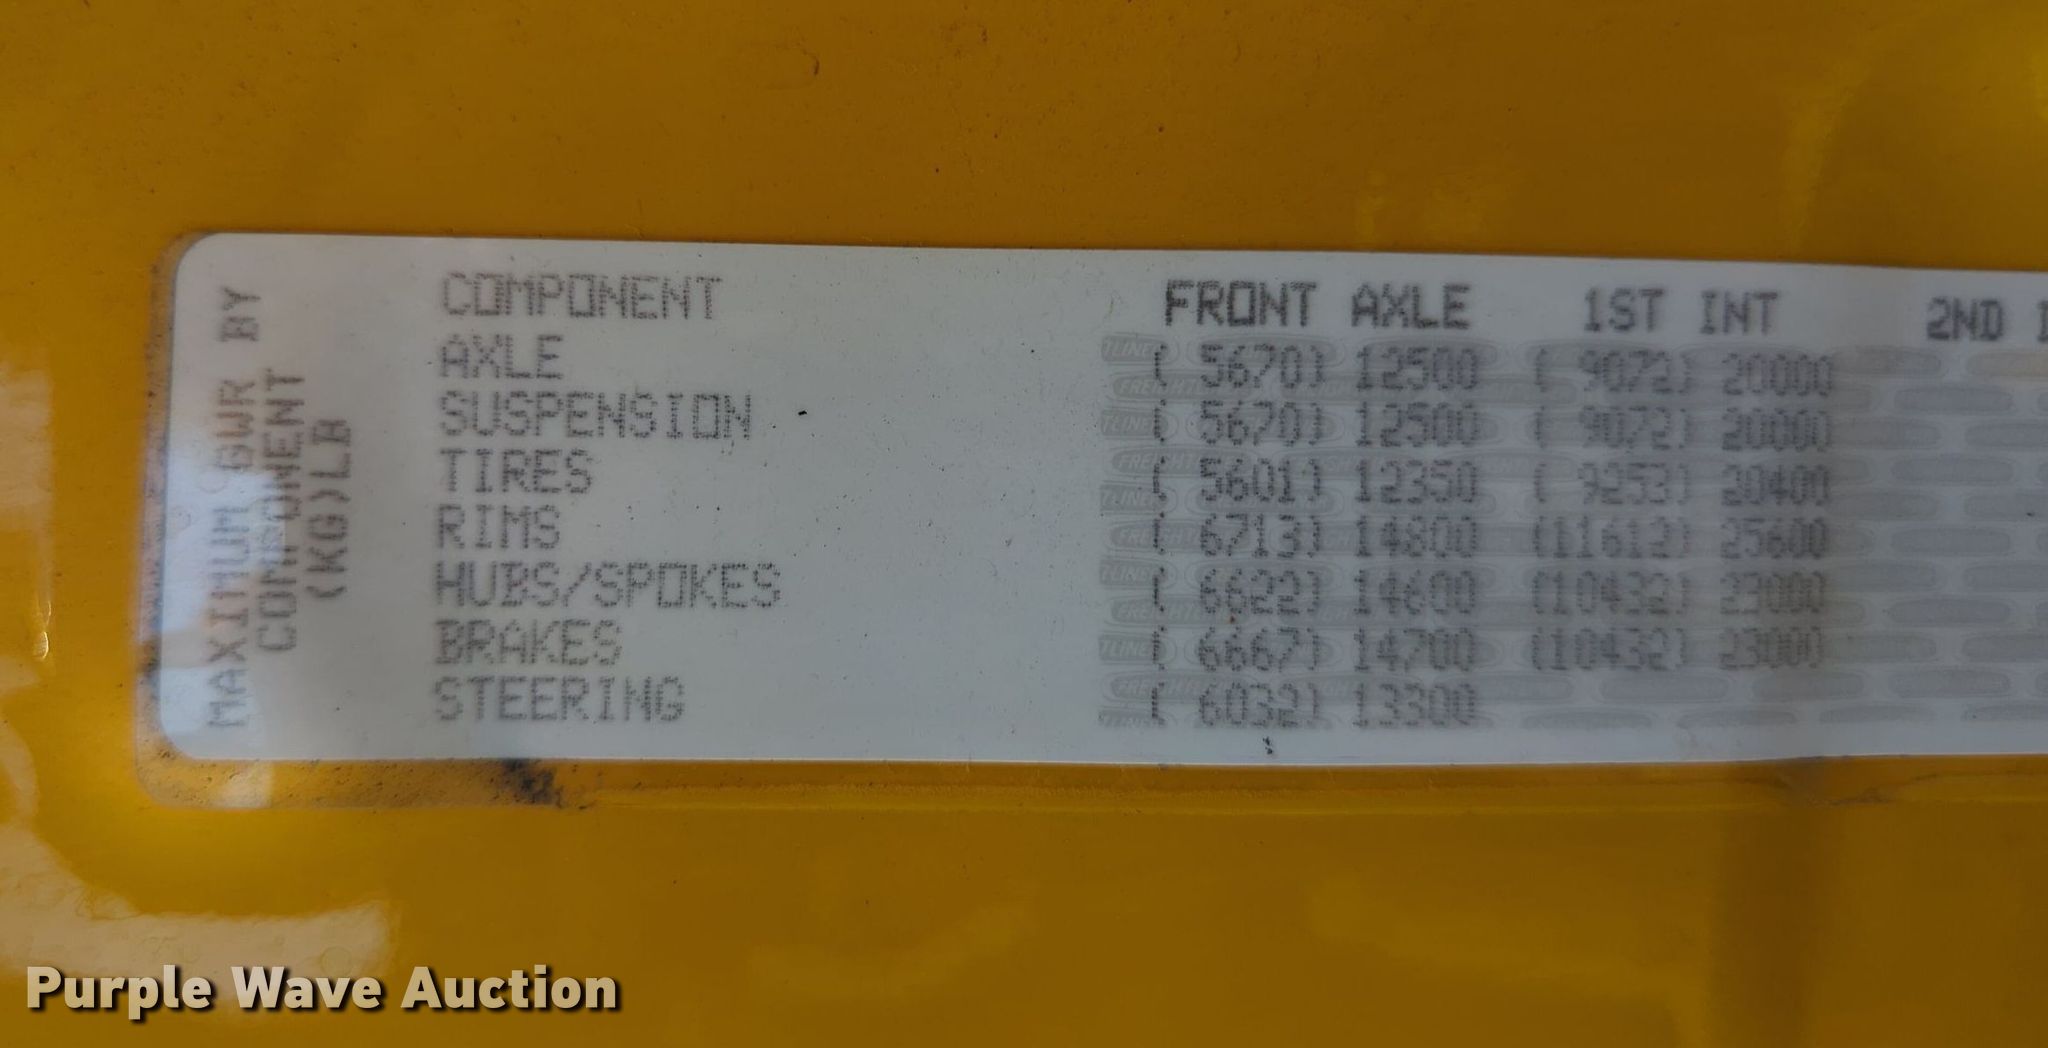 MAXIMUM GWR BY
COMPONENT
(KG)LB
COMPONENT FRONT AXLE 1ST INT 2ND
AXLE ( 5670) 12500 ( 9072) 20000
SUSPENSION ( 5670) 12500 ( 9072) 20000
TIRES ( 5601) 12350 ( 9253) 20400
RIMS ( 6713) 14800 (11612) 25600
HUBS/SPOKES ( 6622) 14600 (10432) 23000
BRAKES ( 6667) 14700 (10432) 23000
STEERING ( 6032) 13300
Purple Wave Auction